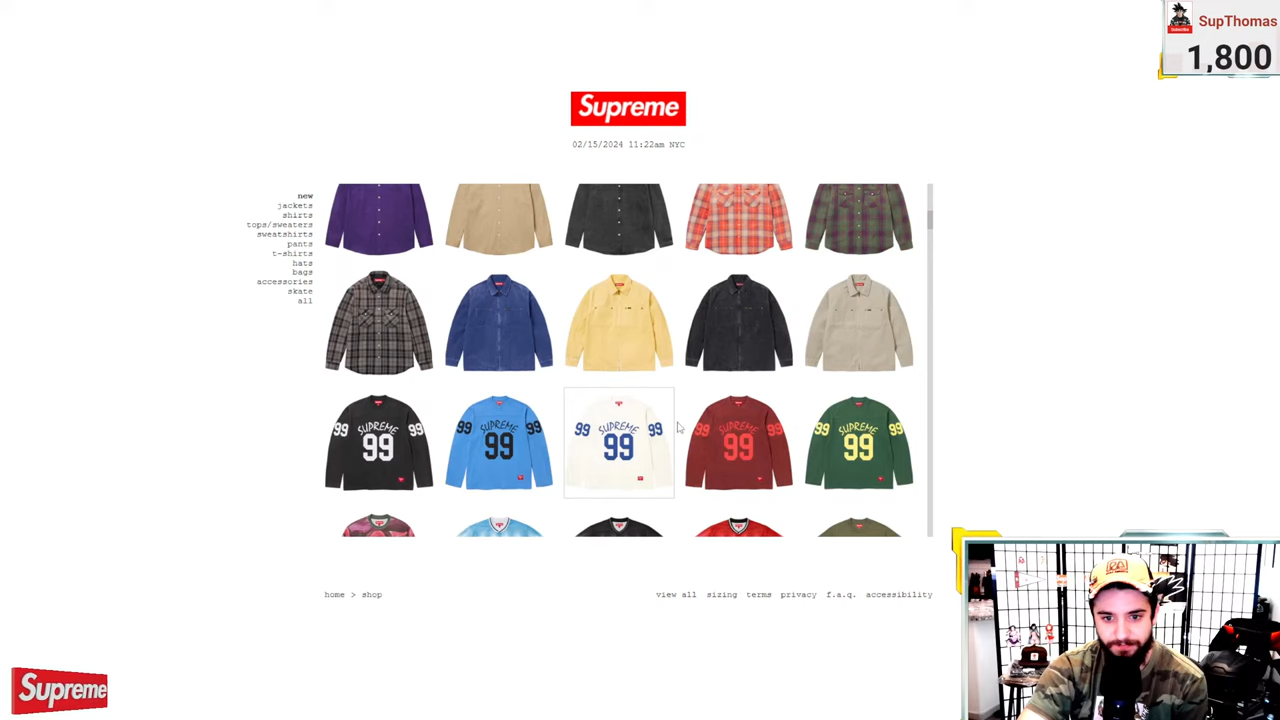 SupThomas
Subscribe
1,800
Supreme
02/15/2024 11:22am NYC
new
jackets
shirts
tops/sweaters
sweatshirts
pants
t-shirts
hats
bags
accessories
skate
all
99 SUPREME 99
99
99 SUPREME 99
99
99 SUPREME 99
99
99 SUPREME 99
99
99 SUPREME 99
99
home > shop
view all sizing terms privacy f.a.q. accessibility
Supreme